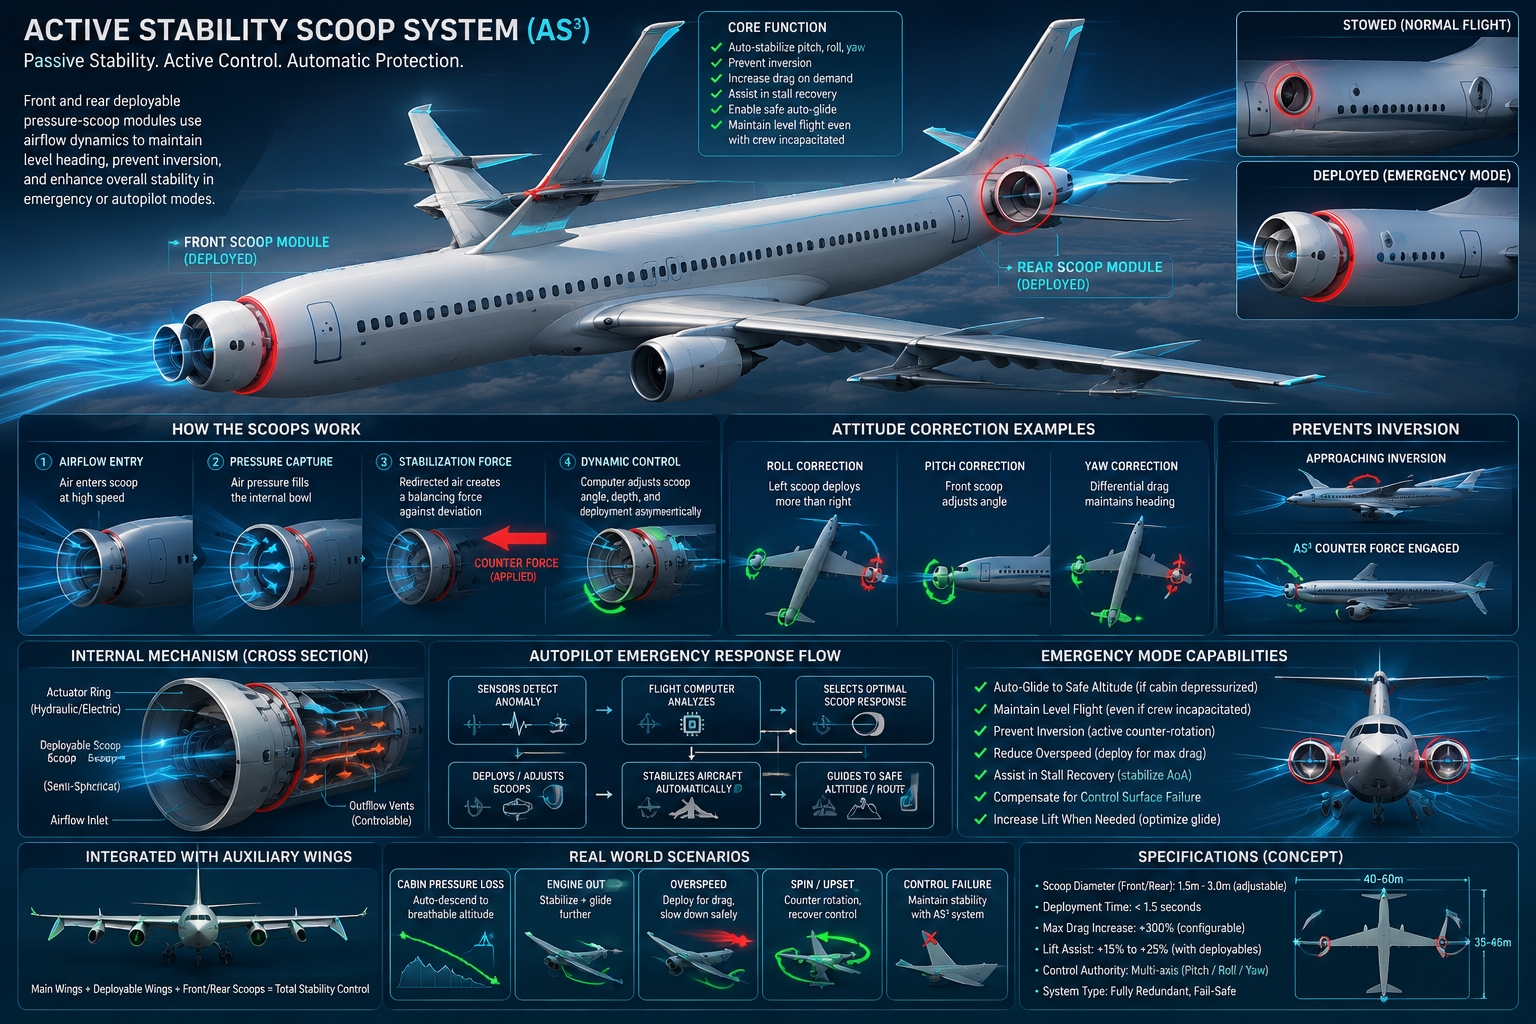 ACTIVE STABILITY SCOOP SYSTEM (AS³)
Passive Stability. Active Control. Automatic Protection.
Front and rear deployable
pressure-scoop modules use
airflow dynamics to maintain
level heading, prevent inversion,
and enhance overall stability in
emergency or autopilot modes.
FRONT SCOOP MODULE
(DEPLOYED)
CORE FUNCTION
Auto-stabilize pitch, roll, yaw
Prevent inversion
Increase drag on demand
Assist in stall recovery
Enable safe auto-glide
Maintain level flight even
with crew incapacitated
REAR SCOOP MODULE
(DEPLOYED)
STOWED (NORMAL FLIGHT)
DEPLOYED (EMERGENCY MODE)
HOW THE SCOOPS WORK
1 AIRFLOW ENTRY
Air enters scoop
at high speed
2 PRESSURE CAPTURE
Air pressure fills
the internal bowl
3 STABILIZATION FORCE
Redirected air creates
a balancing force
against deviation
COUNTER FORCE
(APPLIED)
4 DYNAMIC CONTROL
Computer adjusts scoop
angle, depth, and
deployment asymmetrically
ATTITUDE CORRECTION EXAMPLES
ROLL CORRECTION
Left scoop deploys
more than right
PITCH CORRECTION
Front scoop
adjusts angle
YAW CORRECTION
Differential drag
maintains heading
PREVENTS INVERSION
APPROACHING INVERSION
AS³ COUNTER FORCE ENGAGED
INTERNAL MECHANISM (CROSS SECTION)
Actuator Ring
(Hydraulic/Electric)
Deployable Scoop
Scoop
(Semi-Spherical)
Airflow Inlet
Outflow Vents
(Controllable)
AUTOPILOT EMERGENCY RESPONSE FLOW
SENSORS DETECT
ANOMALY
FLIGHT COMPUTER
ANALYZES
SELECTS OPTIMAL
SCOOP RESPONSE
DEPLOYS / ADJUSTS
SCOOPS
STABILIZES AIRCRAFT
AUTOMATICALLY
GUIDES TO SAFE
ALTITUDE / ROUTE
EMERGENCY MODE CAPABILITIES
Auto-Glide to Safe Altitude (if cabin depressurized)
Maintain Level Flight (even if crew incapacitated)
Prevent Inversion (active counter-rotation)
Reduce Overspeed (deploy for max drag)
Assist in Stall Recovery (stabilize AoA)
Compensate for Control Surface Failure
Increase Lift When Needed (optimize glide)
INTEGRATED WITH AUXILIARY WINGS
Main Wings + Deployable Wings + Front/Rear Scoops = Total Stability Control
REAL WORLD SCENARIOS
CABIN PRESSURE LOSS
Auto-descend to
breathable altitude
ENGINE OUT
Stabilize + glide
further
OVERSPEED
Deploy for drag,
slow down safely
SPIN / UPSET
Counter rotation,
recover control
CONTROL FAILURE
Maintain stability
with AS³ system
SPECIFICATIONS (CONCEPT)
• Scoop Diameter (Front/Rear): 1.5m - 3.0m (adjustable)
• Deployment Time: < 1.5 seconds
• Max Drag Increase: +300% (configurable)
• Lift Assist: +15% to +25% (with deployables)
• Control Authority: Multi-axis (Pitch / Roll / Yaw)
• System Type: Fully Redundant, Fail-Safe
40-60m
35-46m